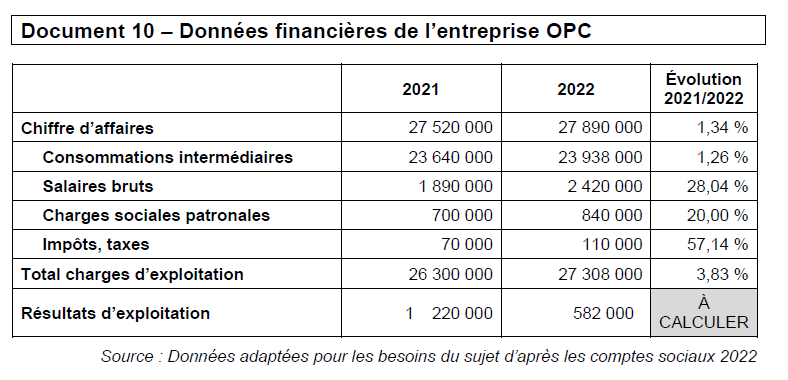 Document 10 – Données financières de l’entreprise OPC
2021 2022 Évolution
2021/2022
Chiffre d’affaires 27 520 000 27 890 000 1,34 %
Consommations intermédiaires 23 640 000 23 938 000 1,26 %
Salaires bruts 1 890 000 2 420 000 28,04 %
Charges sociales patronales 700 000 840 000 20,00 %
Impôts, taxes 70 000 110 000 57,14 %
Total charges d’exploitation 26 300 000 27 308 000 3,83 %
Résultats d’exploitation 1 220 000 582 000 À
CALCULER
Source : Données adaptées pour les besoins du sujet d’après les comptes sociaux 2022